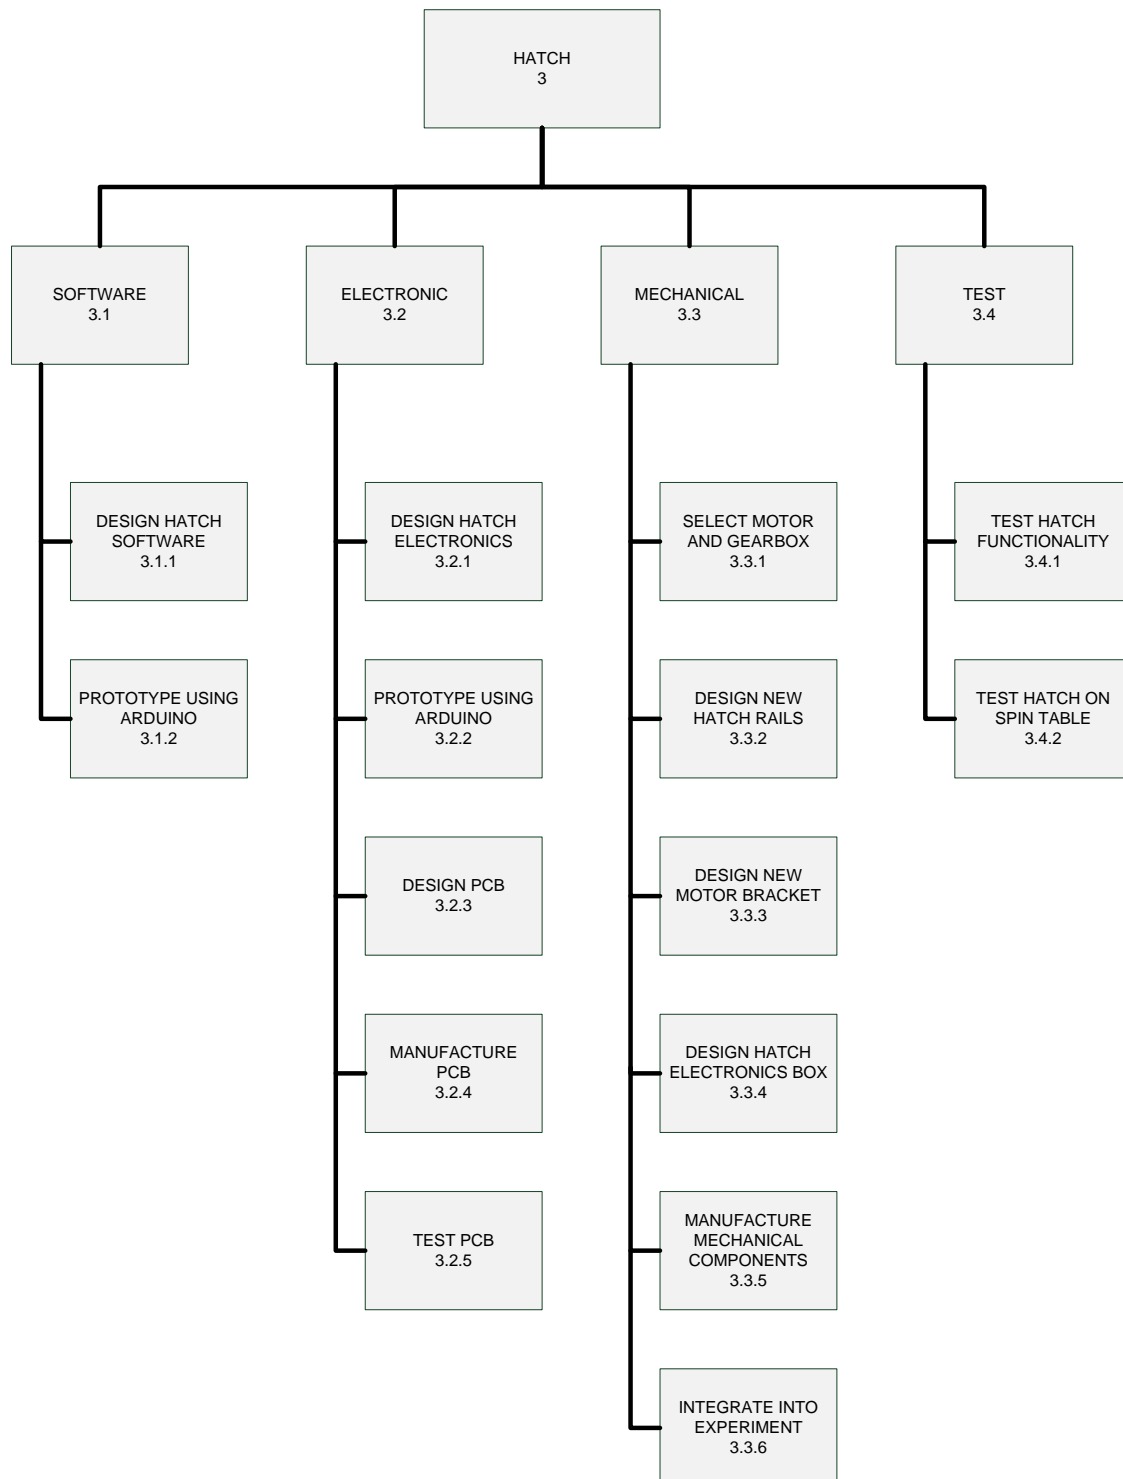 HATCH
3
SOFTWARE
3.1
ELECTRONIC
3.2
MECHANICAL
3.3
TEST
3.4
DESIGN HATCH
SOFTWARE
3.1.1
DESIGN HATCH
ELECTRONICS
3.2.1
SELECT MOTOR
AND GEARBOX
3.3.1
TEST HATCH
FUNCTIONALITY
3.4.1
PROTOTYPE USING
ARDUINO
3.1.2
PROTOTYPE USING
ARDUINO
3.2.2
DESIGN NEW
HATCH RAILS
3.3.2
TEST HATCH ON
SPIN TABLE
3.4.2
DESIGN PCB
3.2.3
DESIGN NEW
MOTOR BRACKET
3.3.3
MANUFACTURE
PCB
3.2.4
DESIGN HATCH
ELECTRONICS BOX
3.3.4
TEST PCB
3.2.5
MANUFACTURE
MECHANICAL
COMPONENTS
3.3.5
INTEGRATE INTO
EXPERIMENT
3.3.6